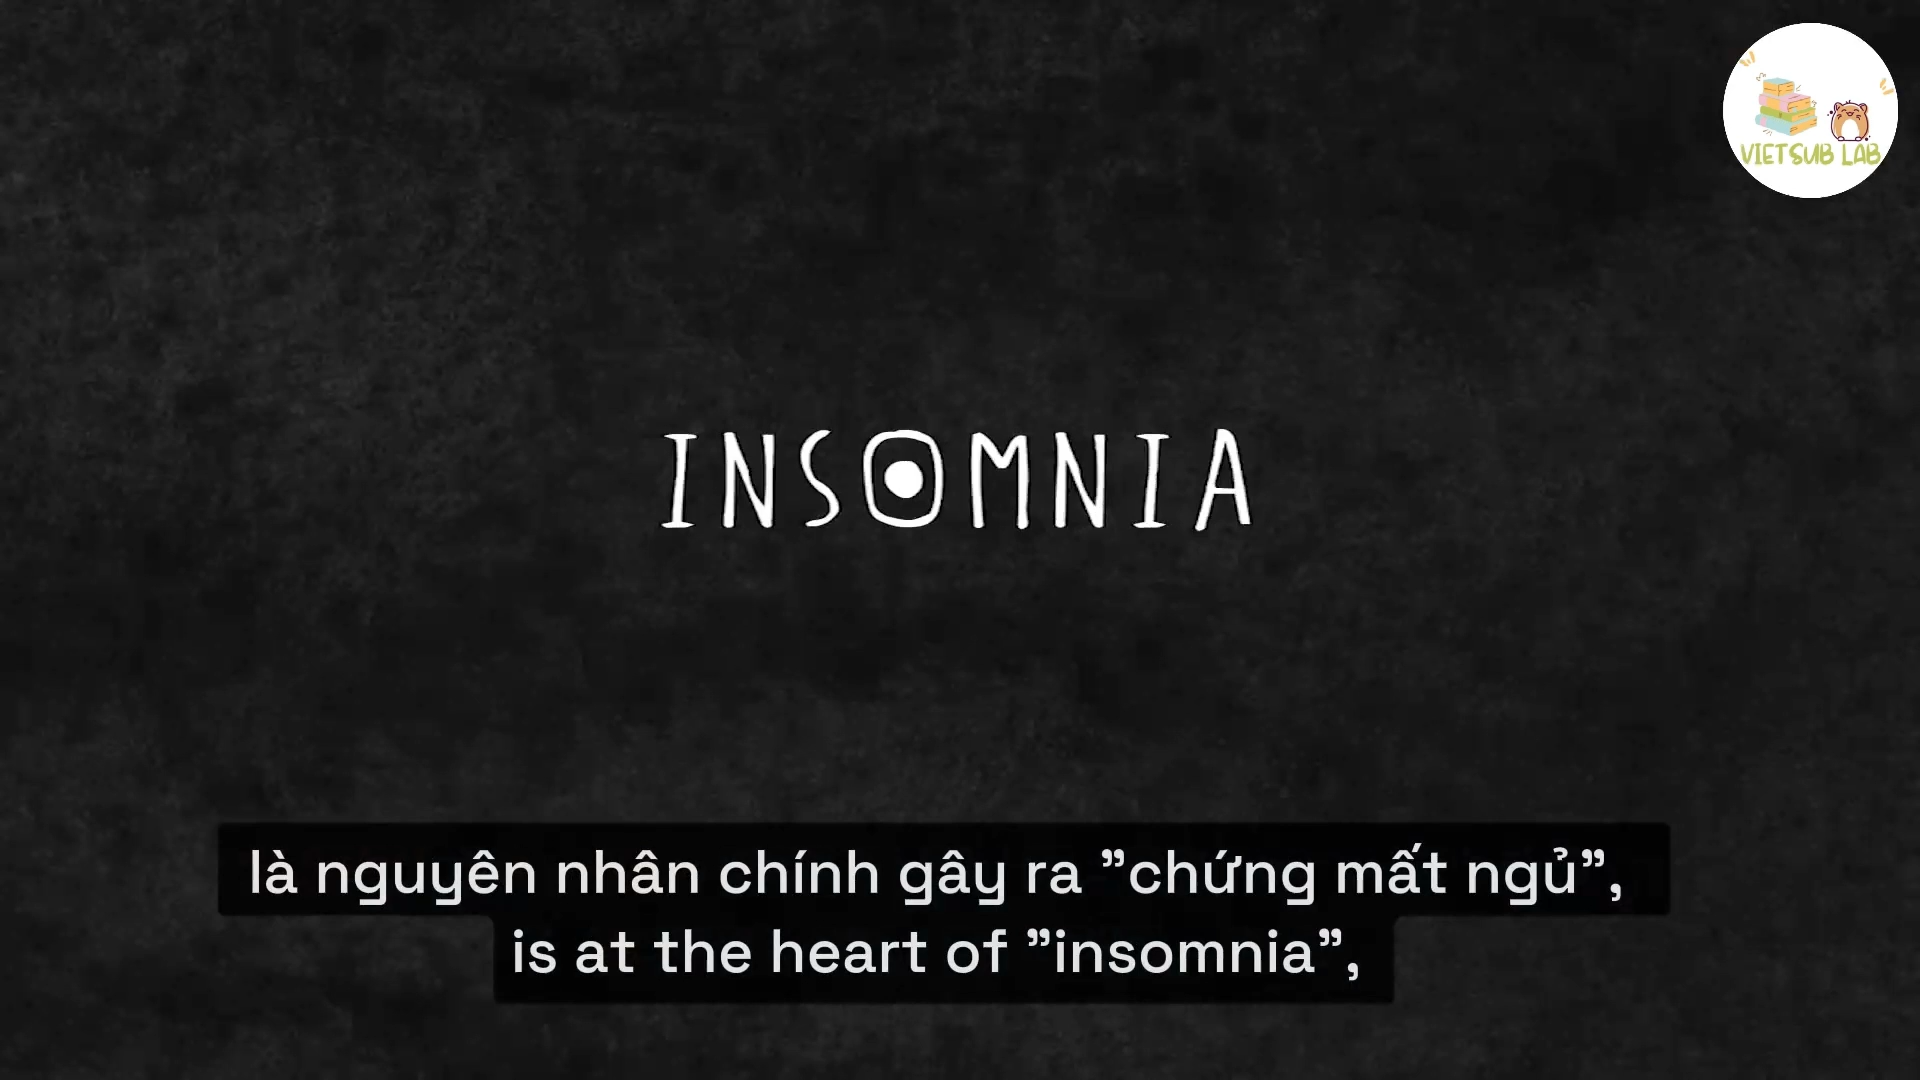 VIETSUB LAB
INSOMNIA
là nguyên nhân chính gây ra ”chứng mất ngủ”,
is at the heart of ”insomnia”,